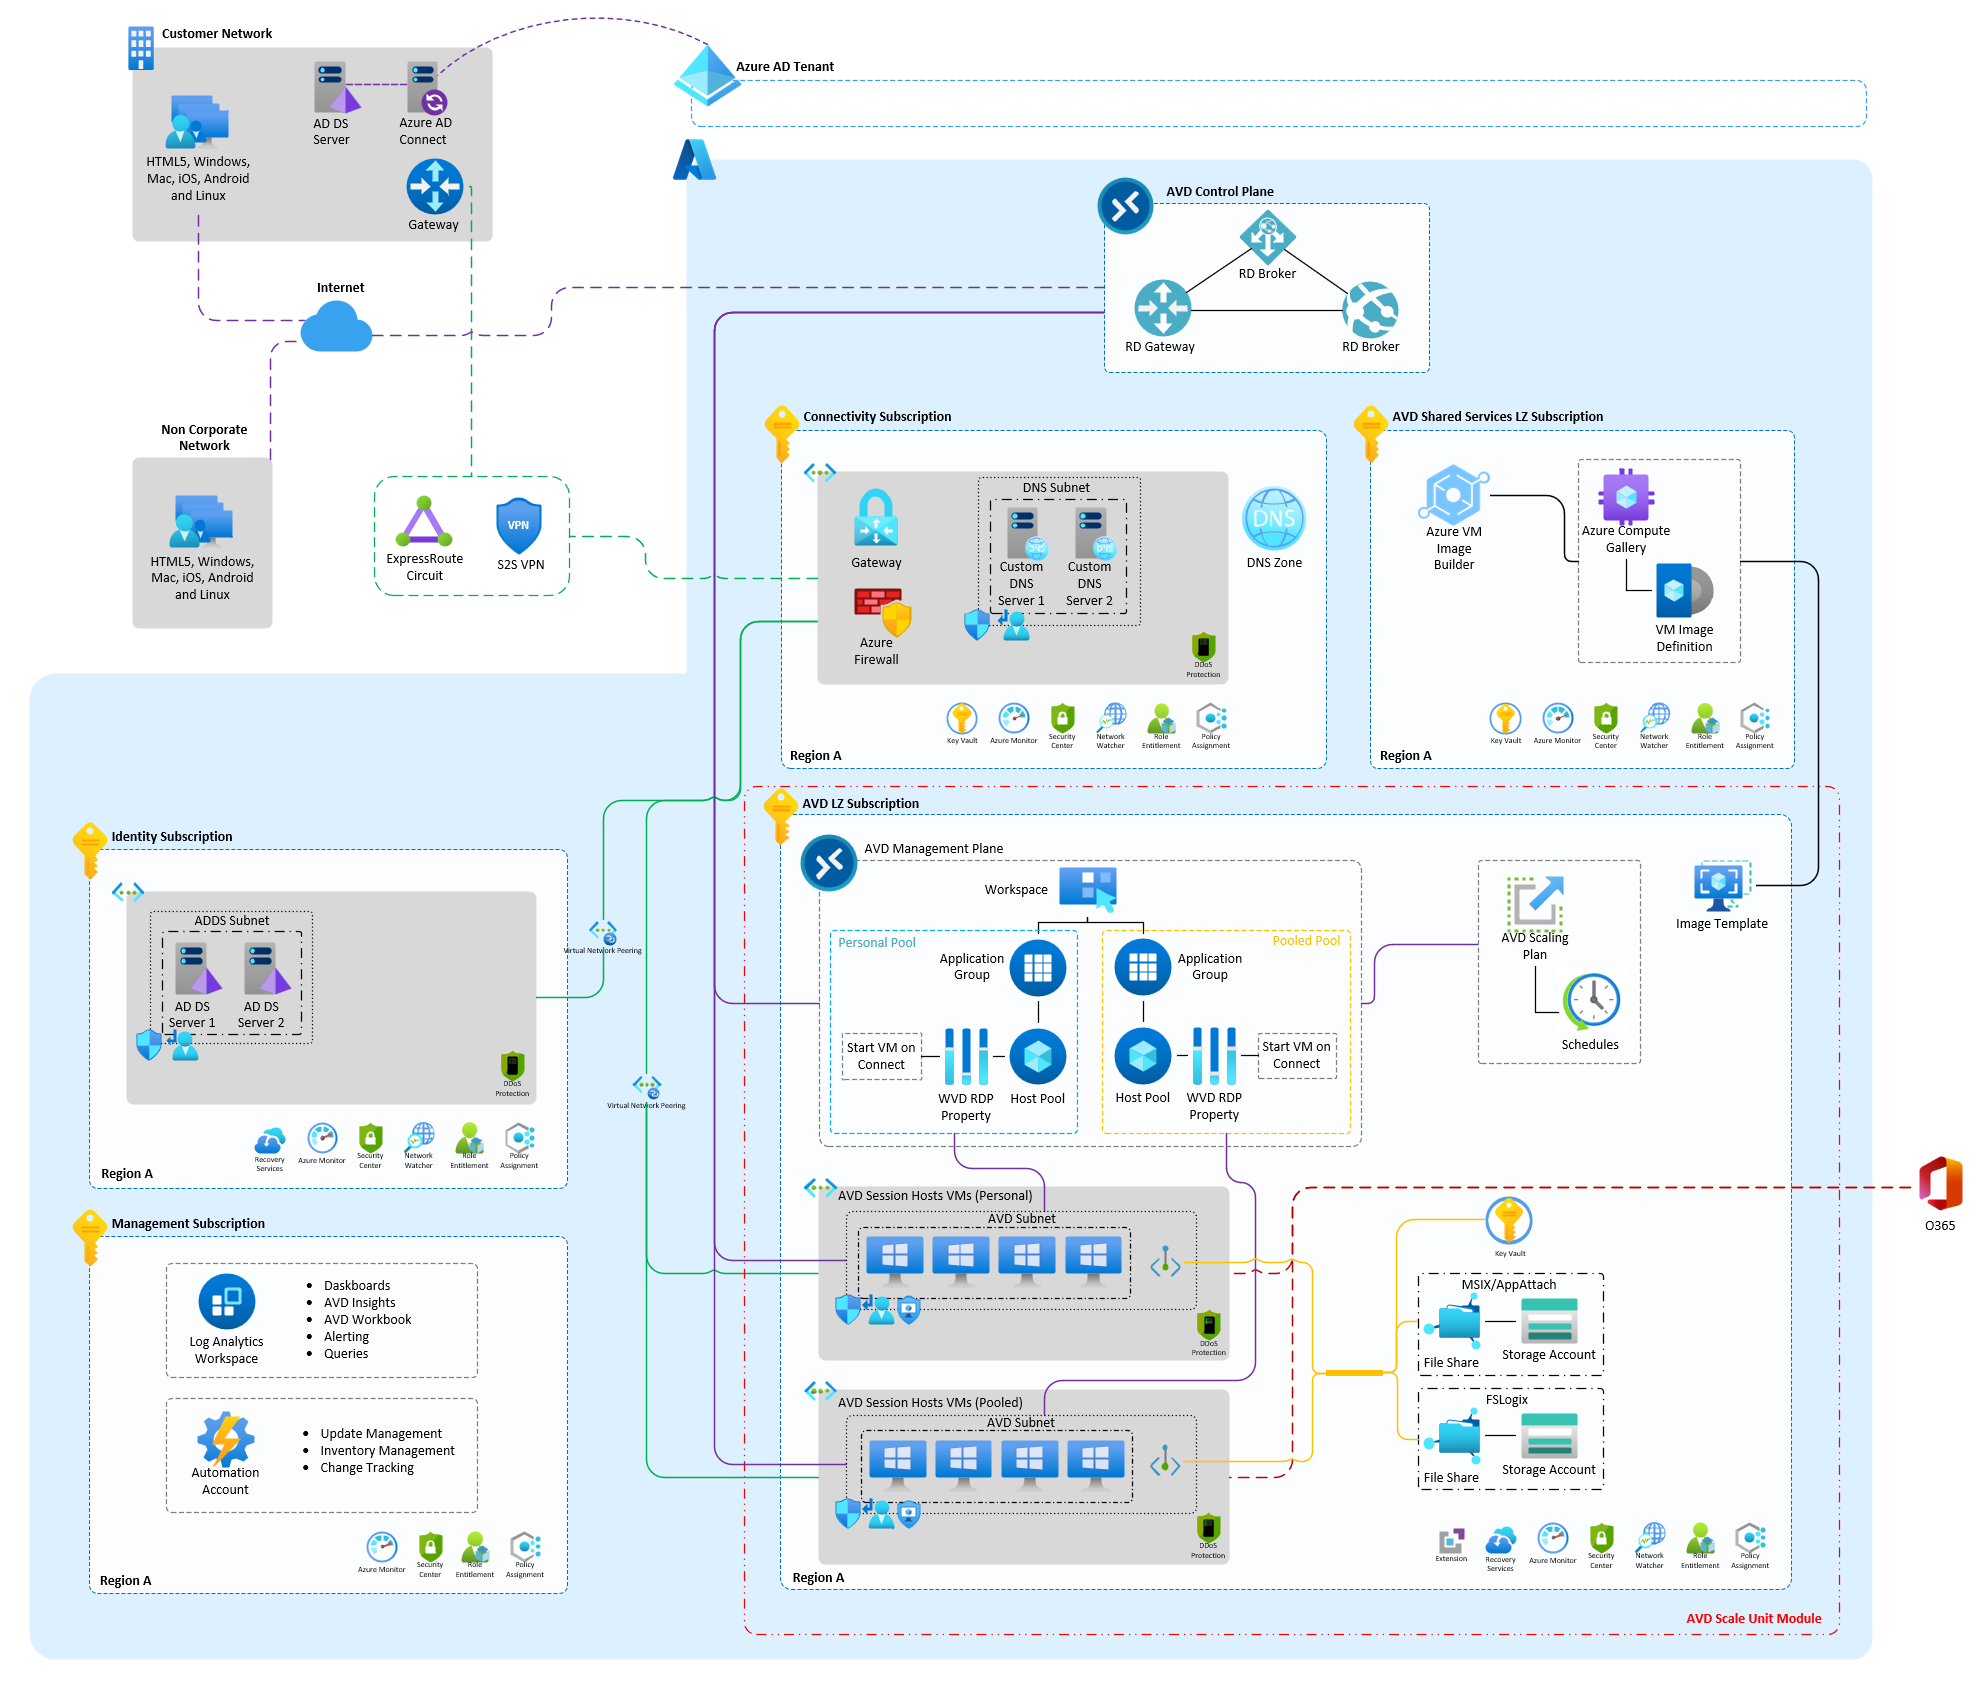 Customer Network
AD DS
Server
Azure AD
Connect
HTML5, Windows,
Mac, iOS, Android
and Linux
Gateway
Azure AD Tenant
Internet
AVD Control Plane
RD Broker
RD Gateway
RD Broker
Non Corporate
Network
HTML5, Windows,
Mac, iOS, Android
and Linux
ExpressRoute
Circuit
VPN
S2S VPN
Connectivity Subscription
Gateway
Azure
Firewall
DNS Subnet
Custom
DNS
Server 1
Custom
DNS
Server 2
DNS
DNS Zone
DDoS
Protection
Key Vault
Azure Monitor
Security
Center
Network
Watcher
Role
Entitlement
Policy
Assignment
Region A
AVD Shared Services LZ Subscription
Azure VM
Image
Builder
Azure Compute
Gallery
VM Image
Definition
Key Vault
Azure Monitor
Security
Center
Network
Watcher
Role
Entitlement
Policy
Assignment
Region A
Identity Subscription
ADDS Subnet
AD DS
Server 1
AD DS
Server 2
DDoS
Protection
Recovery
Services
Azure Monitor
Security
Center
Network
Watcher
Role
Entitlement
Policy
Assignment
Region A
Virtual Network Peering
Virtual Network Peering
Management Subscription
Log Analytics
Workspace
• Daskboards
• AVD Insights
• AVD Workbook
• Alerting
• Queries
Automation
Account
• Update Management
• Inventory Management
• Change Tracking
Azure Monitor
Security
Center
Role
Entitlement
Policy
Assignment
Region A
AVD LZ Subscription
AVD Management Plane
Workspace
Personal Pool
Application
Group
Start VM on
Connect
WVD RDP
Property
Host Pool
Pooled Pool
Application
Group
Host Pool
WVD RDP
Property
Start VM on
Connect
AVD Scaling
Plan
Schedules
Image Template
AVD Session Hosts VMs (Personal)
AVD Subnet
DDoS
Protection
AVD Session Hosts VMs (Pooled)
AVD Subnet
DDoS
Protection
Key Vault
MSIX/AppAttach
File Share
Storage Account
FSLogix
File Share
Storage Account
O365
Extension
Recovery
Services
Azure Monitor
Security
Center
Network
Watcher
Role
Entitlement
Policy
Assignment
Region A
AVD Scale Unit Module